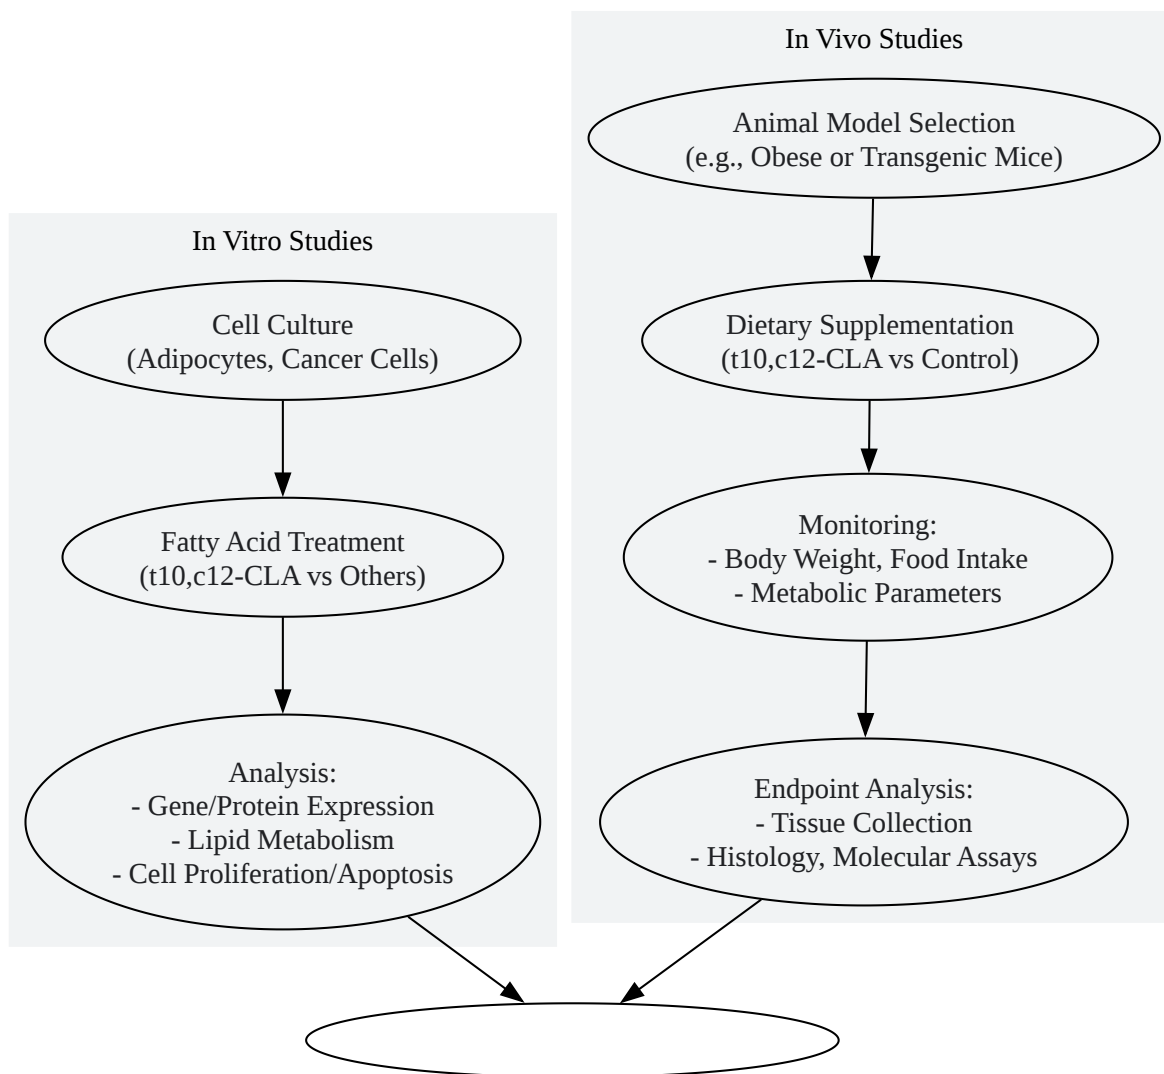 In Vitro Studies
Cell Culture
(Adipocytes, Cancer Cells)
Fatty Acid Treatment
(t10,c12-CLA vs Others)
Analysis:
- Gene/Protein Expression
- Lipid Metabolism
- Cell Proliferation/Apoptosis
In Vivo Studies
Animal Model Selection
(e.g., Obese or Transgenic Mice)
Dietary Supplementation
(t10,c12-CLA vs Control)
Monitoring:
- Body Weight, Food Intake
- Metabolic Parameters
Endpoint Analysis:
- Tissue Collection
- Histology, Molecular Assays